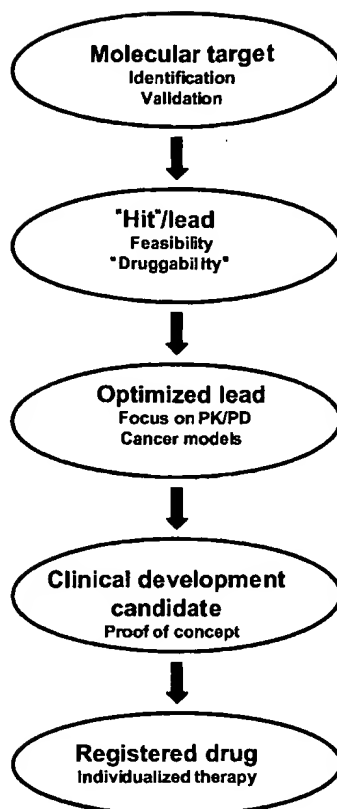 Molecular target
Identification
Validation
"Hit"/lead
Feasibility
"Druggability"
Optimized lead
Focus on PK/PD
Cancer models
Clinical development
candidate
Proof of concept
Registered drug
Individualized therapy